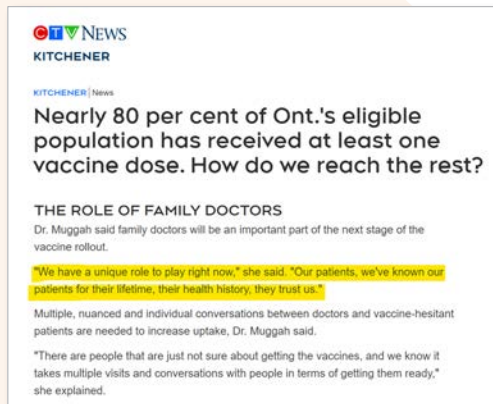 CTV NEWS
KITCHENER
KITCHENER | News
Nearly 80 per cent of Ont.'s eligible
population has received at least one
vaccine dose. How do we reach the rest?
THE ROLE OF FAMILY DOCTORS
Dr. Muggah said family doctors will be an important part of the next stage of the
vaccine rollout.
"We have a unique role to play right now," she said. "Our patients, we've known our
patients for their lifetime, their health history, they trust us."
Multiple, nuanced and individual conversations between doctors and vaccine-hesitant
patients are needed to increase uptake, Dr. Muggah said.
"There are people that are just not sure about getting the vaccines, and we know it
takes multiple visits and conversations with people in terms of getting them ready,"
she explained.